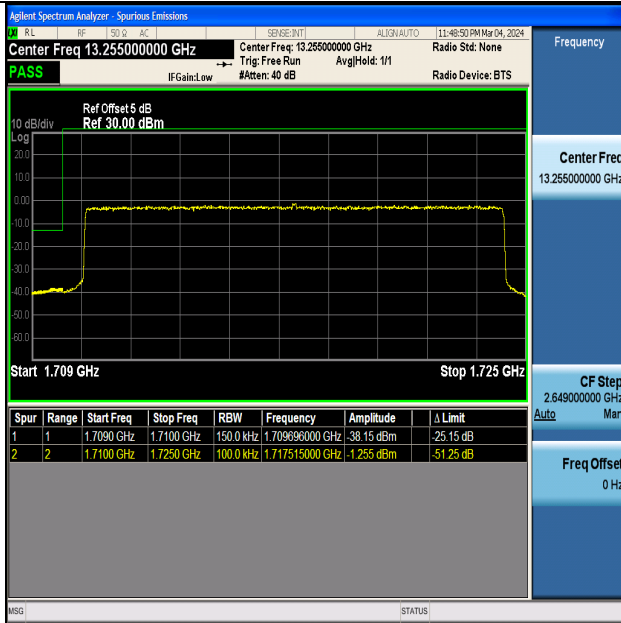 Agilent Spectrum Analyzer - Spurious Emissions
RL RF 50 Ω AC SENSE:INT ALIGN AUTO 11:48:50 PM Mar 04, 2024
Center Freq 13.255000000 GHz
Center Freq: 13.255000000 GHz Radio Std: None
Trig: Free Run Avg|Hold: 1/1
PASS IFGain:Low #Atten: 40 dB Radio Device: BTS
Ref Offset 5 dB
10 dB/div Ref 30.00 dBm
Log
20.0
10.0
0.00
-10.0
-20.0
-30.0
-40.0
-50.0
-60.0
Start 1.709 GHz Stop 1.725 GHz
Spur Range Start Freq Stop Freq RBW Frequency Amplitude Δ Limit
1 1 1.7090 GHz 1.7100 GHz 150.0 kHz 1.709696000 GHz -38.15 dBm -25.15 dB
2 2 1.7100 GHz 1.7250 GHz 100.0 kHz 1.717515000 GHz -1.255 dBm -51.25 dB
MSG STATUS
Frequency
Center Freq
13.255000000 GHz
CF Step
2.649000000 GHz
Auto Man
Freq Offset
0 Hz